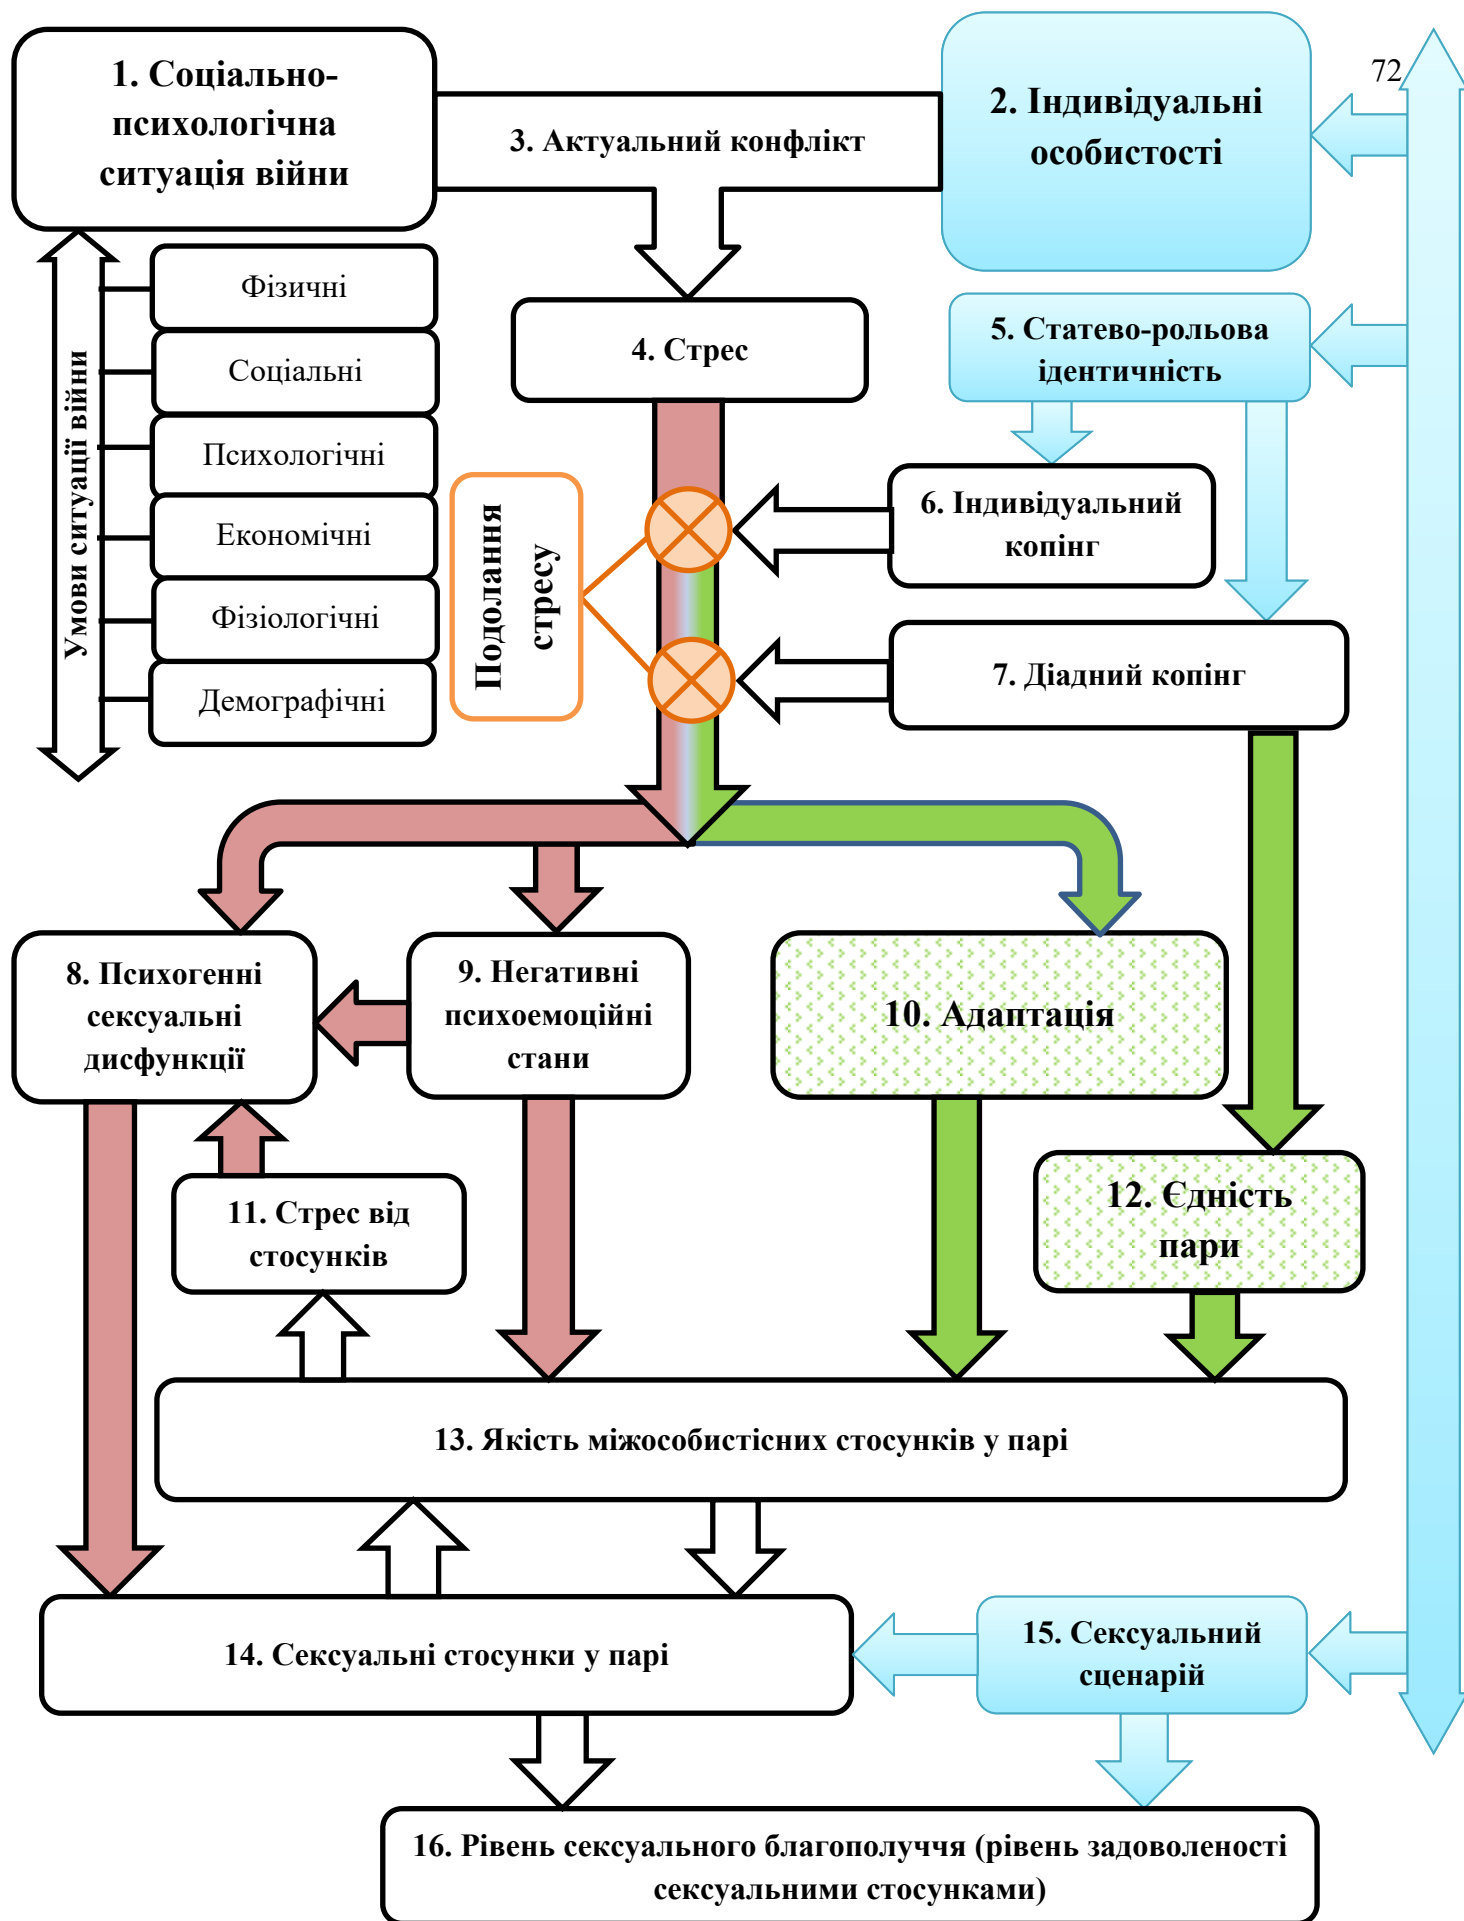 72
1. Соціально-
психологічна
ситуація війни
2. Індивідуальні
особистості
3. Актуальний конфлікт
Умови ситуації війни
Фізичні
Соціальні
Психологічні
Економічні
Фізіологічні
Демографічні
4. Стрес
5. Статево-рольова
ідентичність
Подолання
стресу
6. Індивідуальний
копінг
7. Діадний копінг
8. Психогенні
сексуальні
дисфункції
9. Негативні
психоемоційні
стани
10. Адаптація
11. Стрес від
стосунків
12. Єдність
пари
13. Якість міжособистісних стосунків у парі
14. Сексуальні стосунки у парі
15. Сексуальний
сценарій
16. Рівень сексуального благополуччя (рівень задоволеності
сексуальними стосунками)